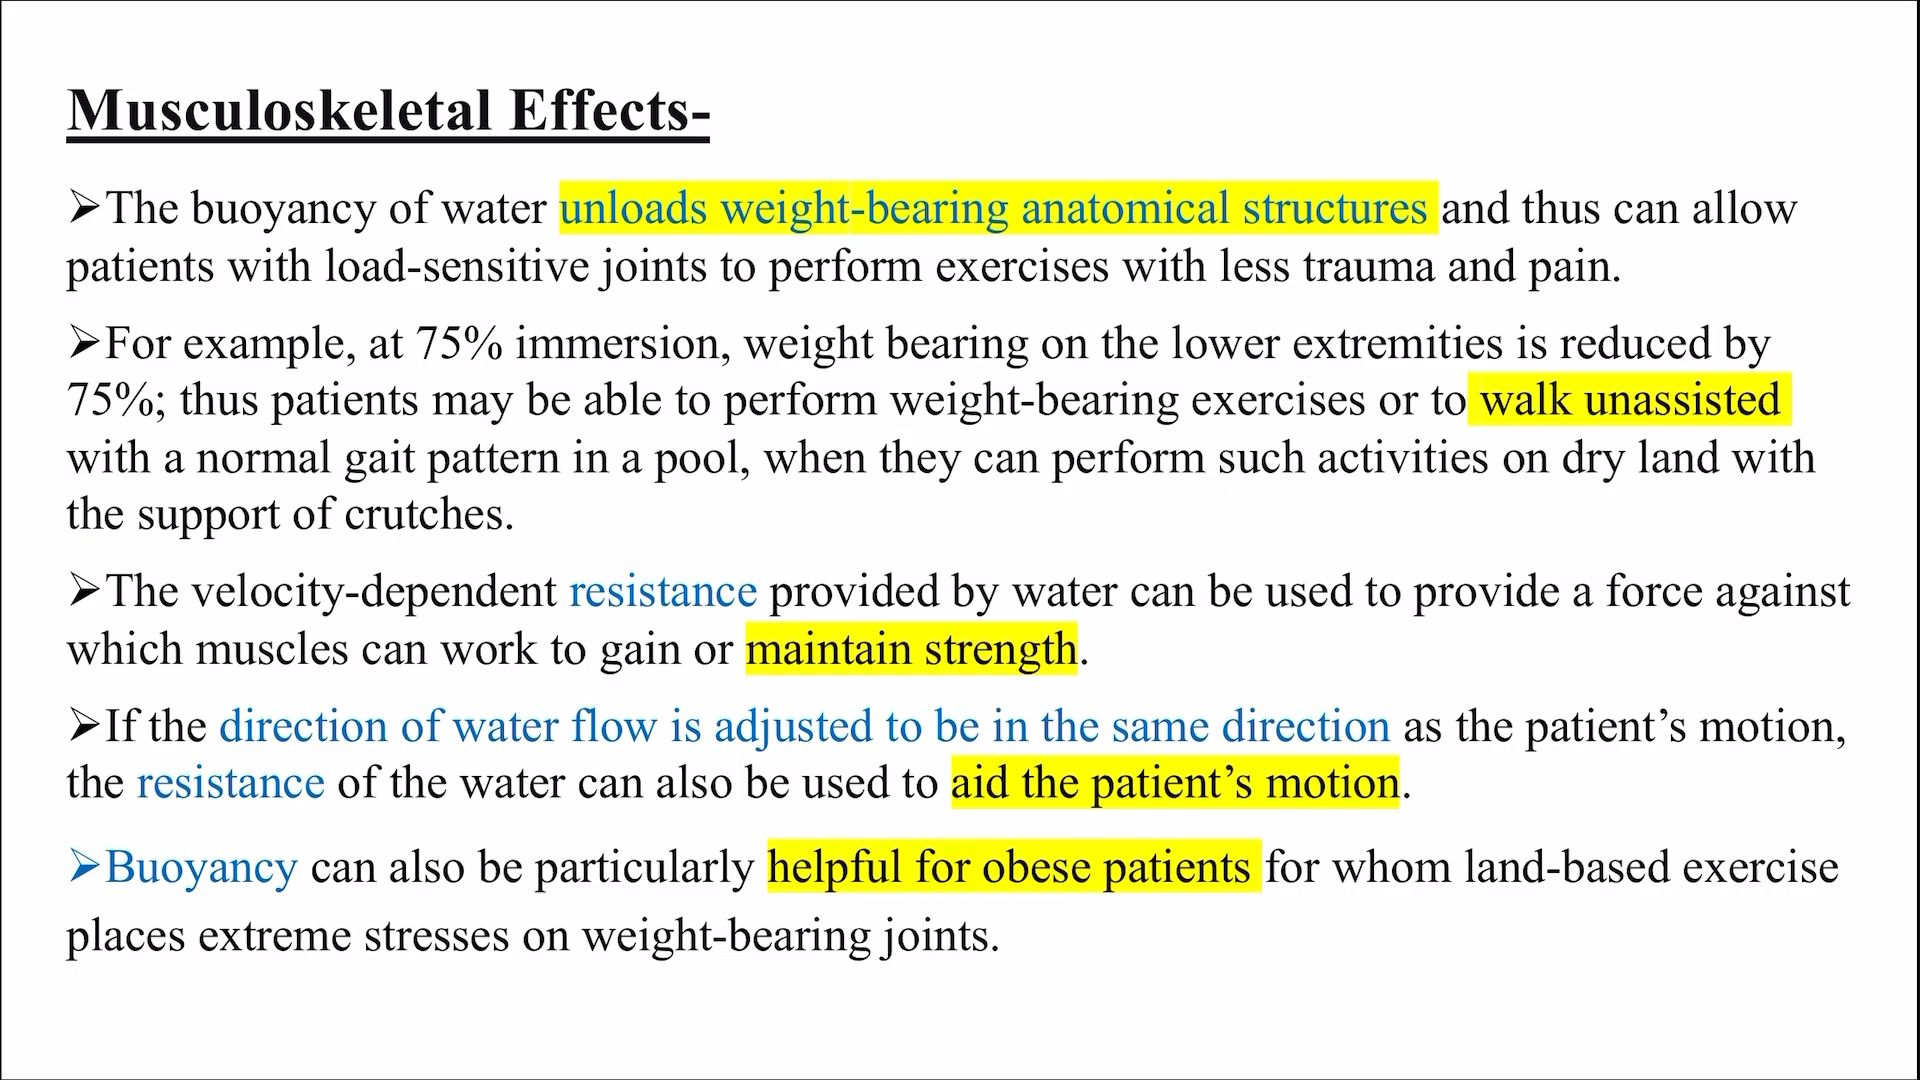 Musculoskeletal Effects-
➢The buoyancy of water unloads weight-bearing anatomical structures and thus can allow
patients with load-sensitive joints to perform exercises with less trauma and pain.
➢For example, at 75% immersion, weight bearing on the lower extremities is reduced by
75%; thus patients may be able to perform weight-bearing exercises or to walk unassisted
with a normal gait pattern in a pool, when they can perform such activities on dry land with
the support of crutches.
➢The velocity-dependent resistance provided by water can be used to provide a force against
which muscles can work to gain or maintain strength.
➢If the direction of water flow is adjusted to be in the same direction as the patient’s motion,
the resistance of the water can also be used to aid the patient’s motion.
➢Buoyancy can also be particularly helpful for obese patients for whom land-based exercise
places extreme stresses on weight-bearing joints.